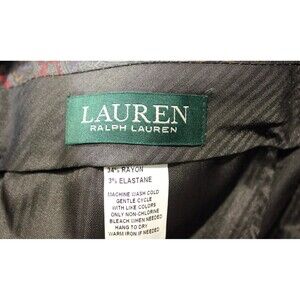 LAUREN
RALPH LAUREN
34% RAYON
3% ELASTANE
MACHINE WASH COLD
GENTLE CYCLE
WITH LIKE COLORS
ONLY NON-CHLORINE
BLEACH WHEN NEEDED
HANG TO DRY
WARM IRON IF NEEDED